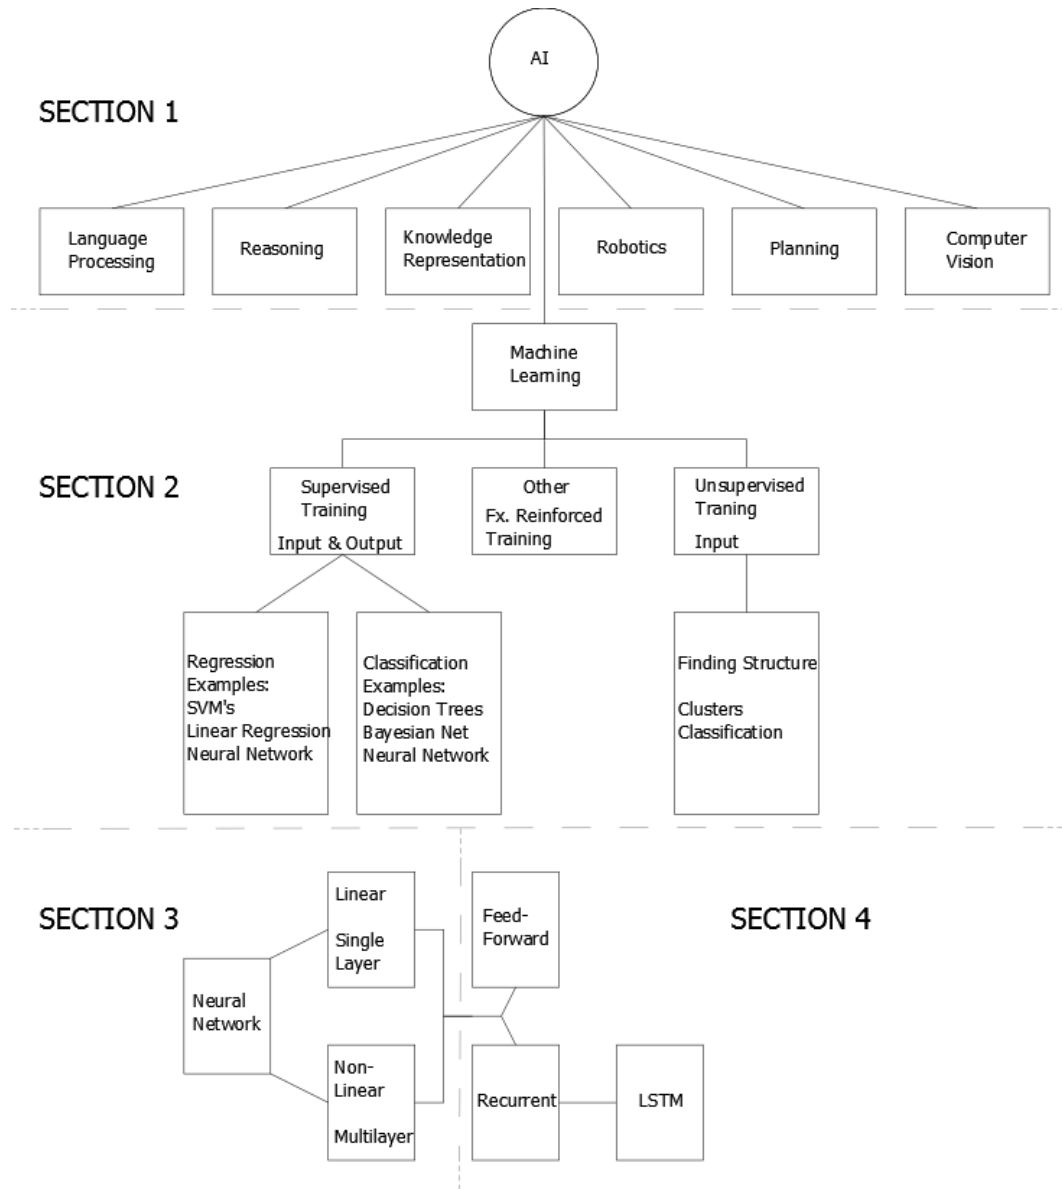 AI
SECTION 1
Language
Processing
Reasoning
Knowledge
Representation
Robotics
Planning
Computer
Vision
Machine
Learning
SECTION 2
Supervised
Training
Input & Output
Other
Fx. Reinforced
Training
Unsupervised
Traning
Input
Regression
Examples:
SVM's
Linear Regression
Neural Network
Classification
Examples:
Decision Trees
Bayesian Net
Neural Network
Finding Structure
Clusters
Classification
SECTION 3
Neural
Network
Linear
Single
Layer
Non-
Linear
Multilayer
SECTION 4
Feed-
Forward
Recurrent
LSTM